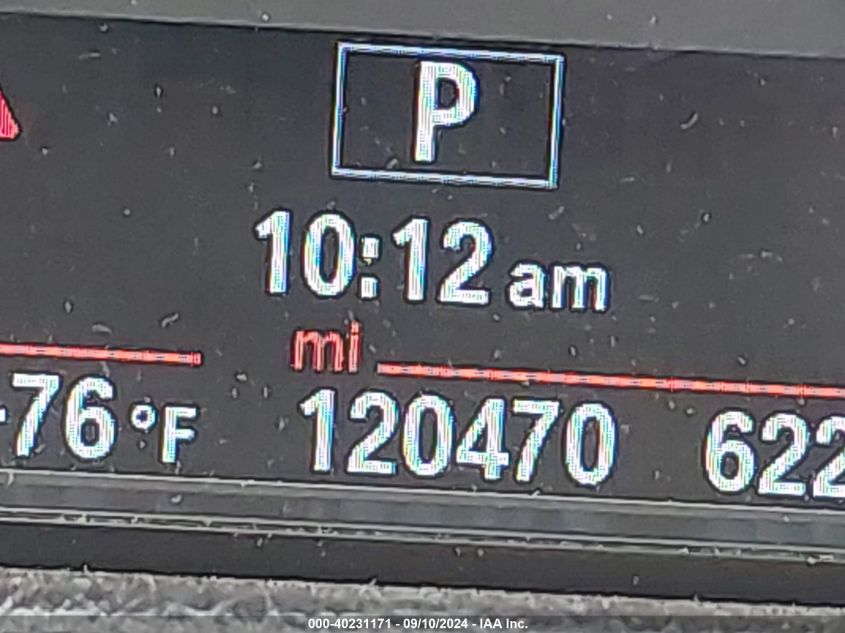 P
10:12 am
mi
+76 °F 120470 622
000-40231171 - 09/10/2024 - IAA Inc.